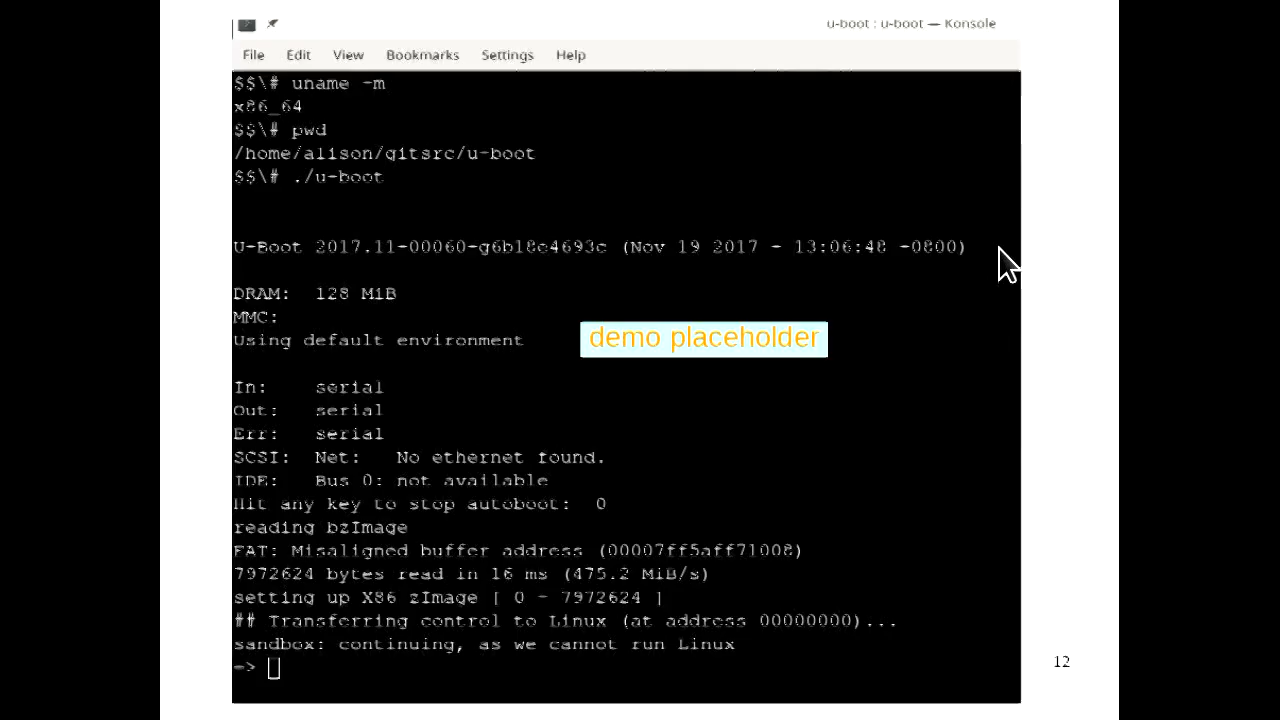 u-boot : u-boot — Konsole
File Edit View Bookmarks Settings Help
$$\# uname -m
x86_64
$$\# pwd
/home/alison/gitsrc/u-boot
$$\# ./u-boot
U-Boot 2017.11-00060-g6b18c4693c (Nov 19 2017 - 13:06:48 -0800)
DRAM: 128 MiB
MMC:
Using default environment
demo placeholder
In: serial
Out: serial
Err: serial
SCSI: Net: No ethernet found.
IDE: Bus 0: not available
Hit any key to stop autoboot: 0
reading bzImage
FAT: Misaligned buffer address (00007ff5aff71008)
7972624 bytes read in 16 ms (475.2 MiB/s)
setting up X86 zImage [ 0 - 7972624 ]
## Transferring control to Linux (at address 00000000)...
sandbox: continuing, as we cannot run Linux
=>
12